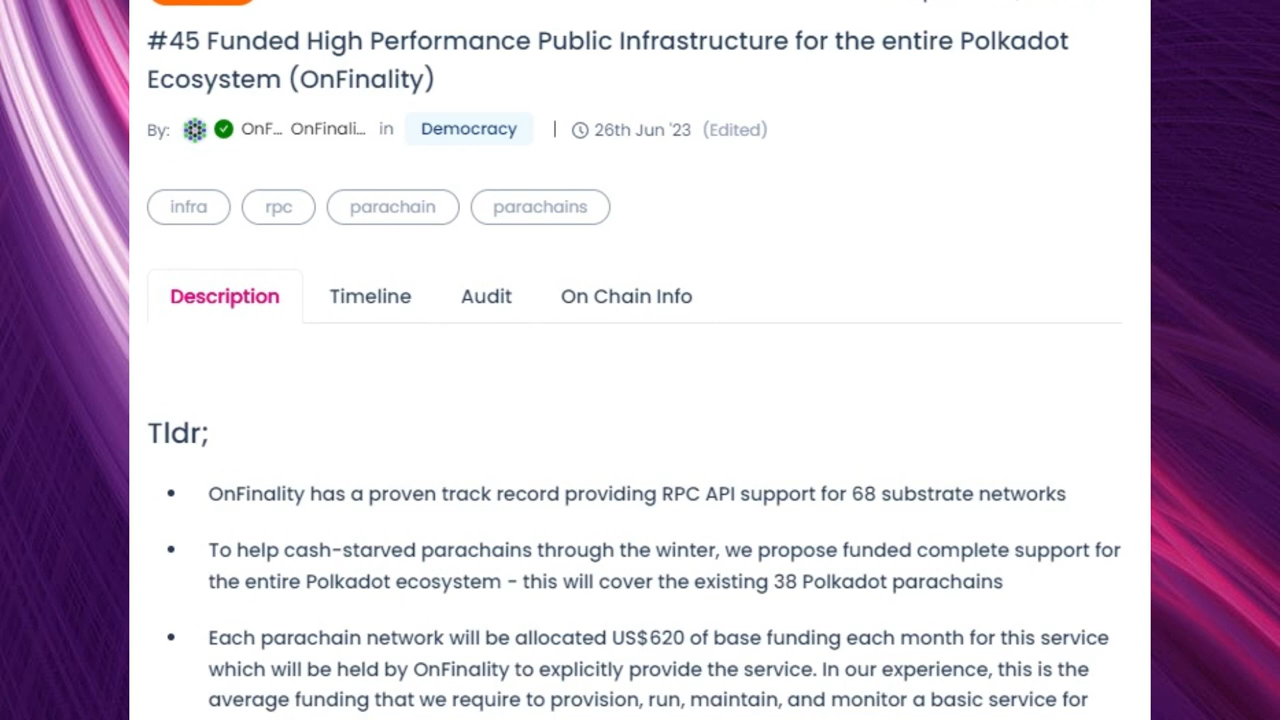 #45 Funded High Performance Public Infrastructure for the entire Polkadot
Ecosystem (OnFinality)
By: OnF... OnFinali... in Democracy | 26th Jun '23 (Edited)
infra rpc parachain parachains
Description Timeline Audit On Chain Info
Tldr;
• OnFinality has a proven track record providing RPC API support for 68 substrate networks
• To help cash-starved parachains through the winter, we propose funded complete support for
the entire Polkadot ecosystem - this will cover the existing 38 Polkadot parachains
• Each parachain network will be allocated US$620 of base funding each month for this service
which will be held by OnFinality to explicitly provide the service. In our experience, this is the
average funding that we require to provision, run, maintain, and monitor a basic service for